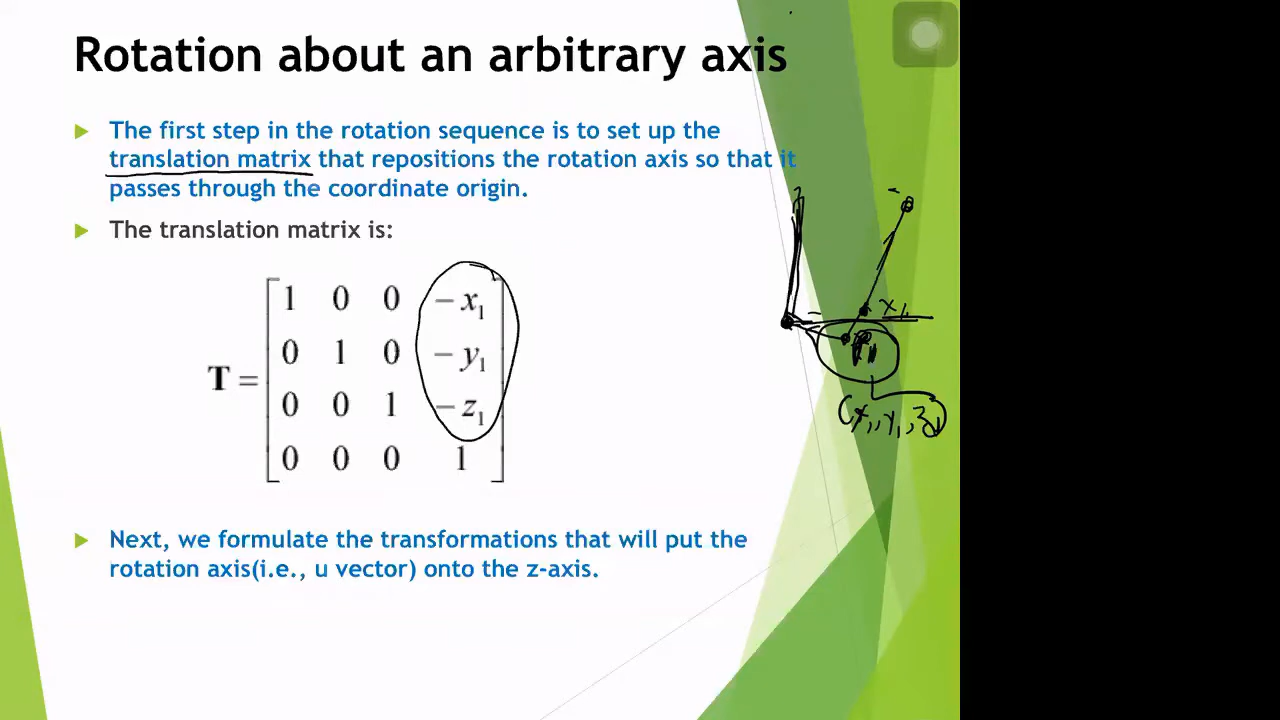 Rotation about an arbitrary axis
The first step in the rotation sequence is to set up the
translation matrix that repositions the rotation axis so that it
passes through the coordinate origin.
The translation matrix is:
T = [1 0 0 −x₁
0 1 0 −y₁
0 0 1 −z₁
0 0 0 1]
x₁
(x₁, y₁, z₁)
Next, we formulate the transformations that will put the
rotation axis(i.e., u vector) onto the z-axis.